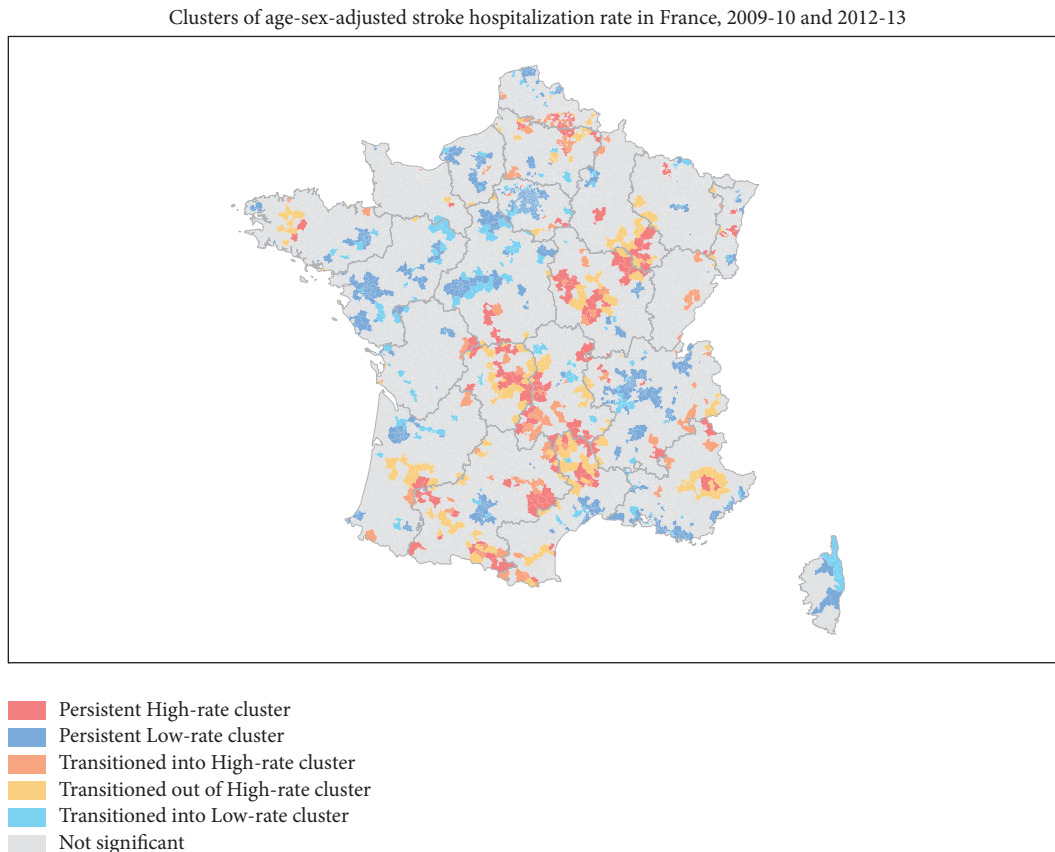 Clusters of age-sex-adjusted stroke hospitalization rate in France, 2009-10 and 2012-13
Persistent High-rate cluster
Persistent Low-rate cluster
Transitioned into High-rate cluster
Transitioned out of High-rate cluster
Transitioned into Low-rate cluster
Not significant